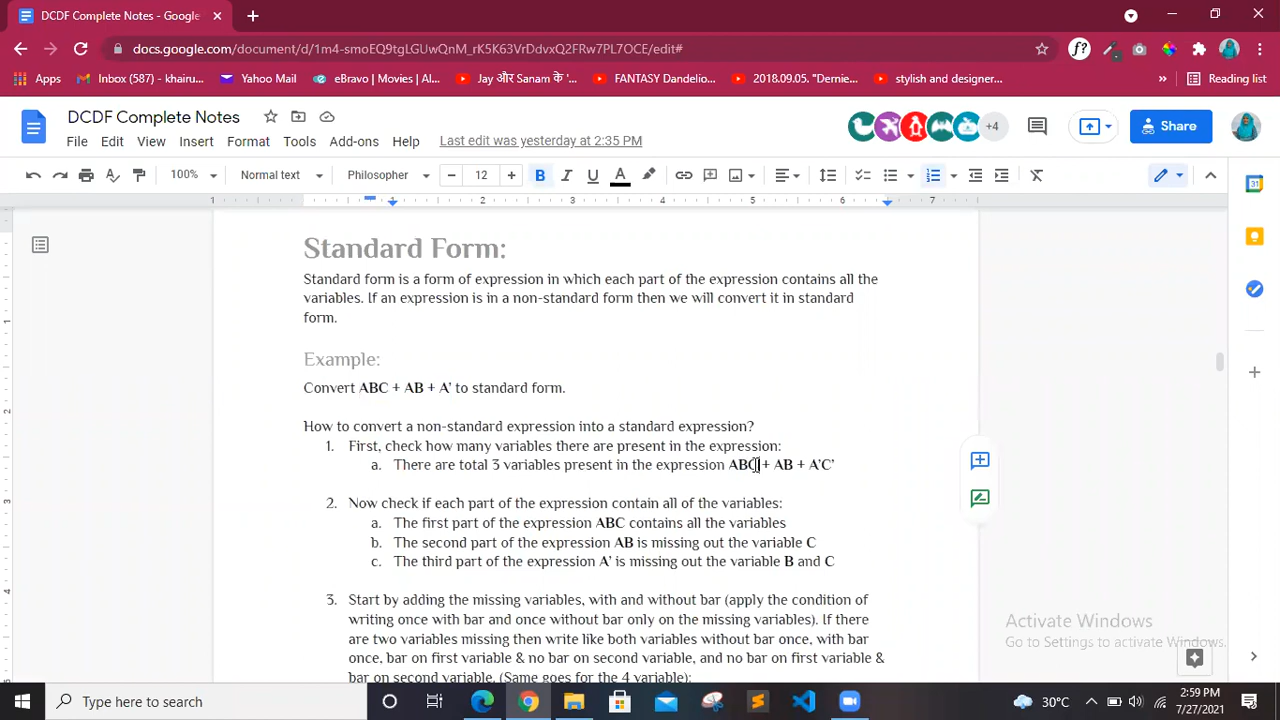 DCDF Complete Notes - Google
docs.google.com/document/d/1m4-smoEQ9tgLGUwQnM_rK5K63VrDdvxQ2FRw7PL7OCE/edit#
Apps Inbox (587) - khairu... Yahoo Mail eBravo | Movies | Al... Jay और Sanam के '... FANTASY Dandelio... 2018.09.05. "Dernie... stylish and designer... » Reading list
DCDF Complete Notes
File Edit View Insert Format Tools Add-ons Help Last edit was yesterday at 2:35 PM
+4 Share
100% Normal text Philosopher 12 B I U A
1 1 2 3 4 5 6 7
Standard Form:
Standard form is a form of expression in which each part of the expression contains all the
variables. If an expression is in a non-standard form then we will convert it in standard
form.
Example:
Convert ABC + AB + A' to standard form.
How to convert a non-standard expression into a standard expression?
1. First, check how many variables there are present in the expression:
a. There are total 3 variables present in the expression ABC + AB + A'C'
2. Now check if each part of the expression contain all of the variables:
a. The first part of the expression ABC contains all the variables
b. The second part of the expression AB is missing out the variable C
c. The third part of the expression A' is missing out the variable B and C
3. Start by adding the missing variables, with and without bar (apply the condition of
writing once with bar and once without bar only on the missing variables). If there
are two variables missing then write like both variables without bar once, with bar
once, bar on first variable & no bar on second variable, and no bar on first variable &
bar on second variable. (Same goes for the 4 variable):
Activate Windows
Go to Settings to activate Windows.
Type here to search
30°C
2:59 PM
7/27/2021